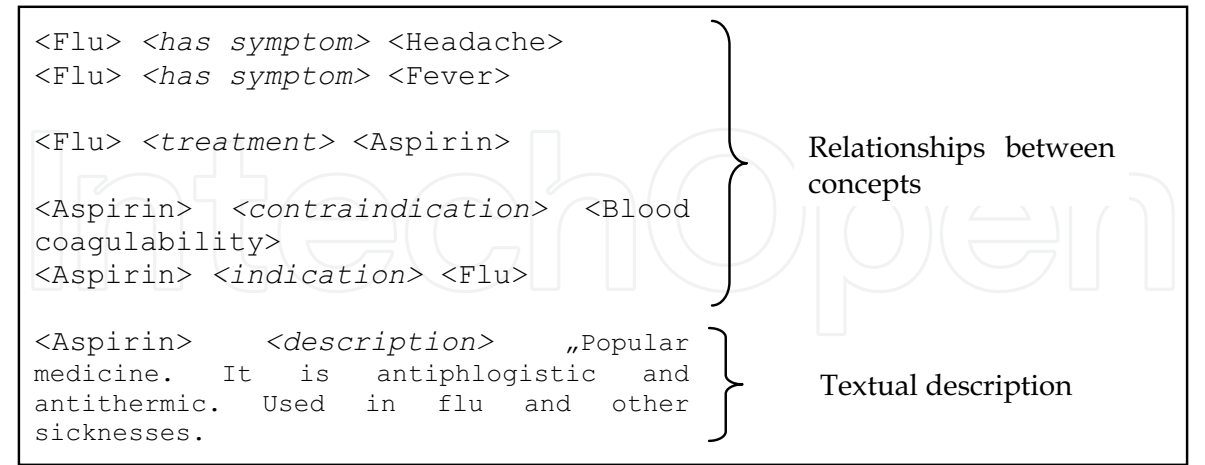 <Flu> <has symptom> <Headache>
<Flu> <has symptom> <Fever>
<Flu> <treatment> <Aspirin>
<Aspirin> <contraindication> <Blood
coagulability>
<Aspirin> <indication> <Flu>
Relationships between
concepts
<Aspirin> <description> „Popular
medicine. It is antiphlogistic and
antithermic. Used in flu and other
sicknesses.
Textual description
IntechOpen